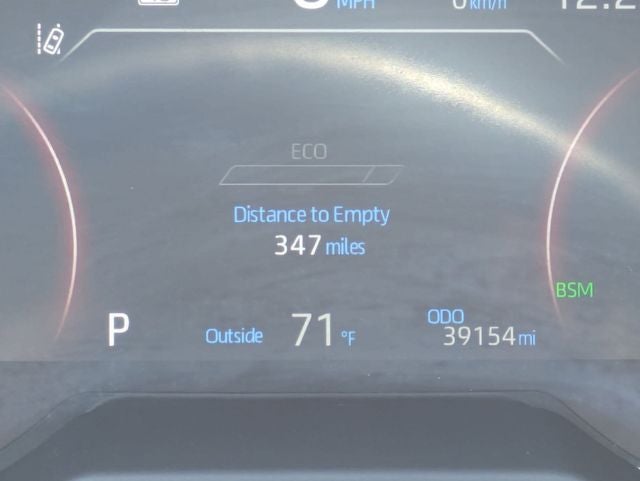 MPH
km/h
ECO
Distance to Empty
347 miles
BSM
P
Outside 71 °F
ODO
39154 mi